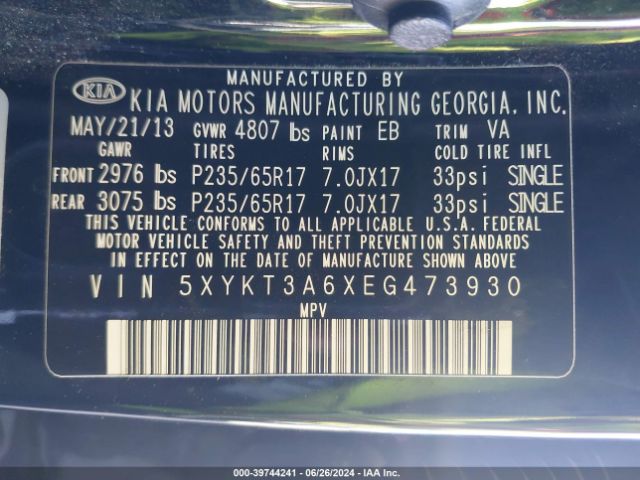 MANUFACTURED BY
KIA KIA MOTORS MANUFACTURING GEORGIA, INC.
MAY/21/13 GVWR 4807 lbs PAINT EB TRIM VA
GAWR TIRES RIMS COLD TIRE INFL
FRONT 2976 lbs P235/65R17 7.0JX17 33psi SINGLE
REAR 3075 lbs P235/65R17 7.0JX17 33psi SINGLE
THIS VEHICLE CONFORMS TO ALL APPLICABLE U.S.A. FEDERAL
MOTOR VEHICLE SAFETY AND THEFT PREVENTION STANDARDS
IN EFFECT ON THE DATE OF MANUFACTURE SHOWN ABOVE
VIN 5XYKT3A6XEG473930
MPV
000-39744241 - 06/26/2024 - IAA Inc.